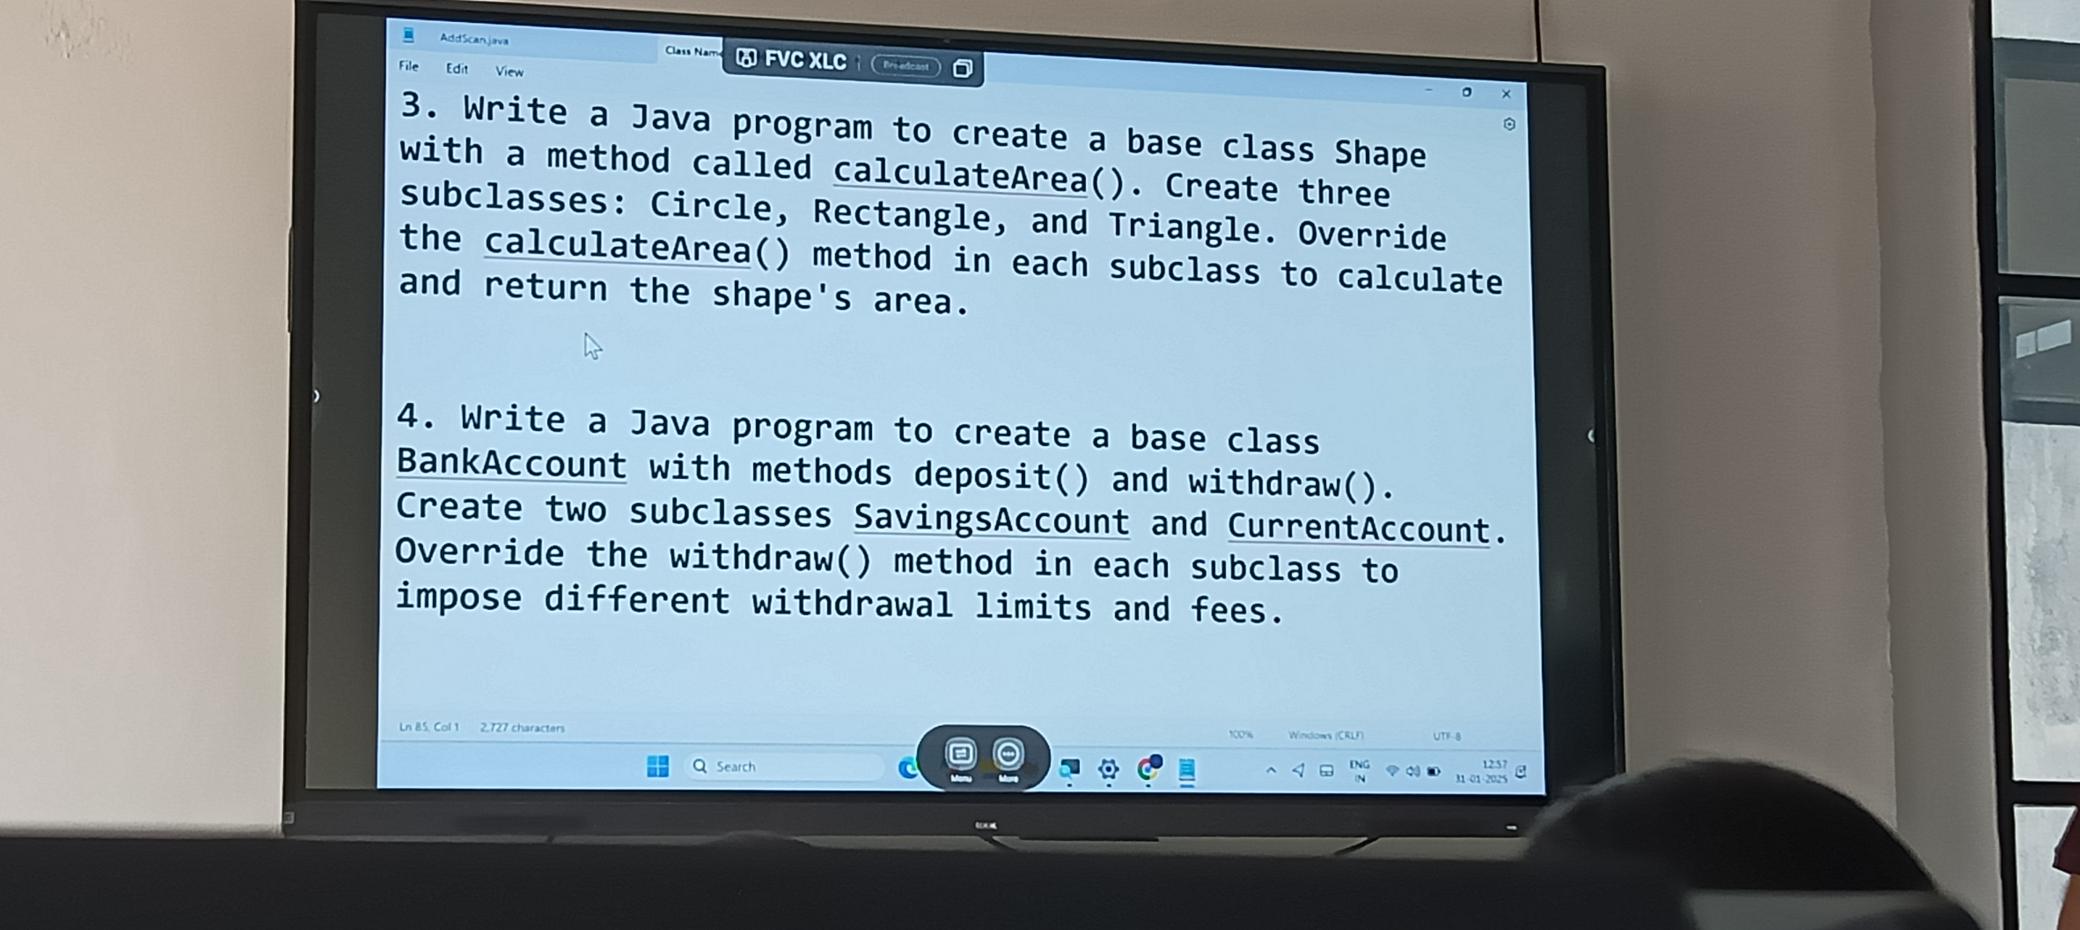 AddScan.java
Class Nam
FVC XLC
Broadcast
File Edit View
3. Write a Java program to create a base class Shape
with a method called calculateArea(). Create three
subclasses: Circle, Rectangle, and Triangle. Override
the calculateArea() method in each subclass to calculate
and return the shape's area.
4. Write a Java program to create a base class
BankAccount with methods deposit() and withdraw().
Create two subclasses SavingsAccount and CurrentAccount.
Override the withdraw() method in each subclass to
impose different withdrawal limits and fees.
Ln 85, Col 1 2,727 characters 100% Windows (CRLF) UTF-8
Search
Menu More
ENG
IN
12:57
31-01-2025